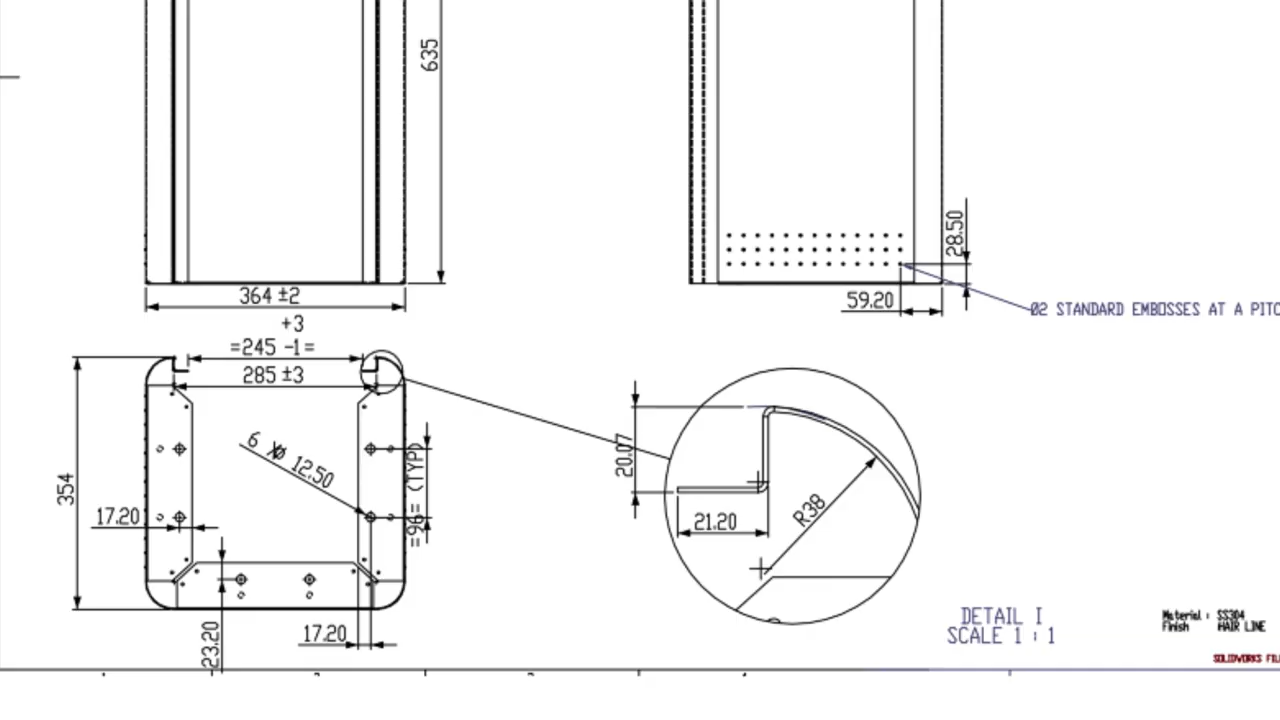 635
28.50
364 ±2
59.20
Ø2 STANDARD EMBOSSES AT A
+3
=245 -1=
285 ±3
6 X Ø 12.50
=96= (TYP)
20.07
354
17.20
21.20
R38
23.20
17.20
DETAIL I
SCALE 1 : 1
Material : SS304
Finish HAIR LINE
SOLIDWORKS